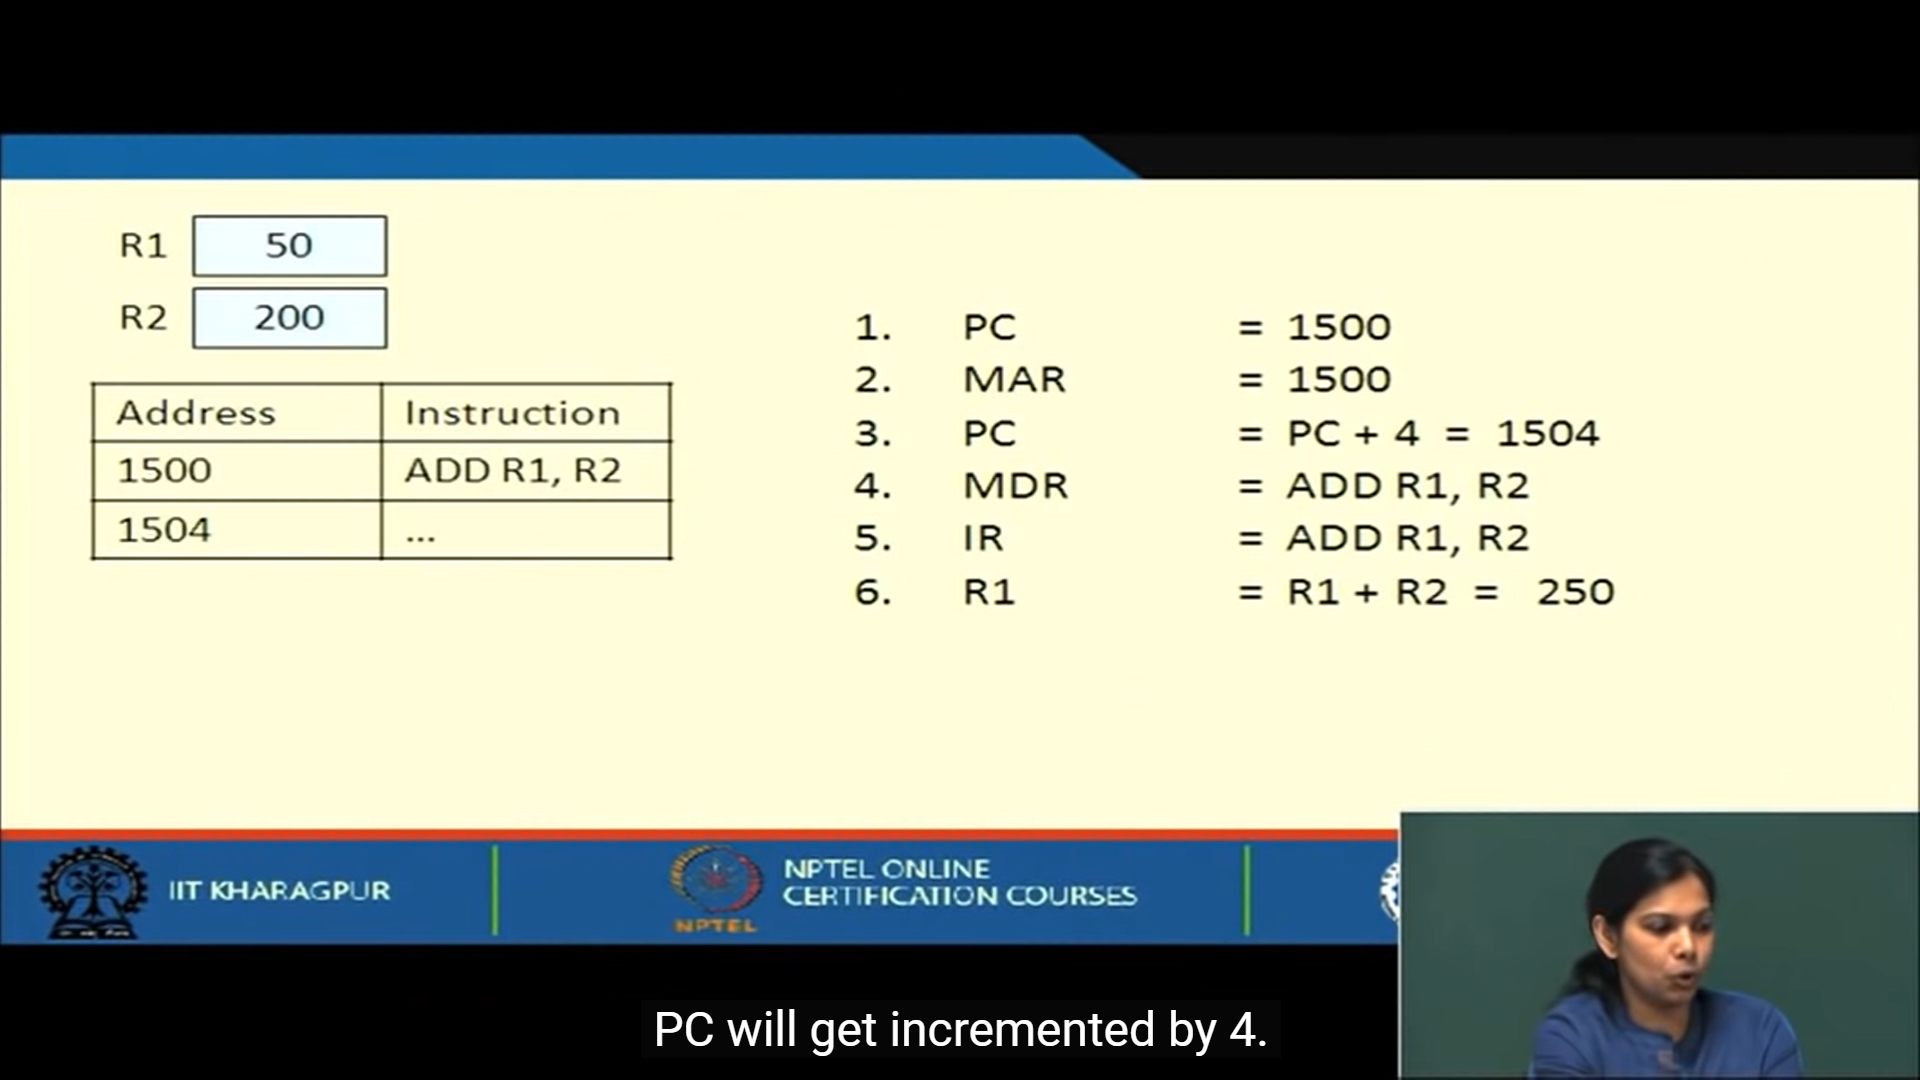 R1 50
R2 200
Address Instruction
1500 ADD R1, R2
1504 ...
1. PC = 1500
2. MAR = 1500
3. PC = PC + 4 = 1504
4. MDR = ADD R1, R2
5. IR = ADD R1, R2
6. R1 = R1 + R2 = 250
IIT KHARAGPUR
NPTEL
NPTEL ONLINE
CERTIFICATION COURSES
PC will get incremented by 4.